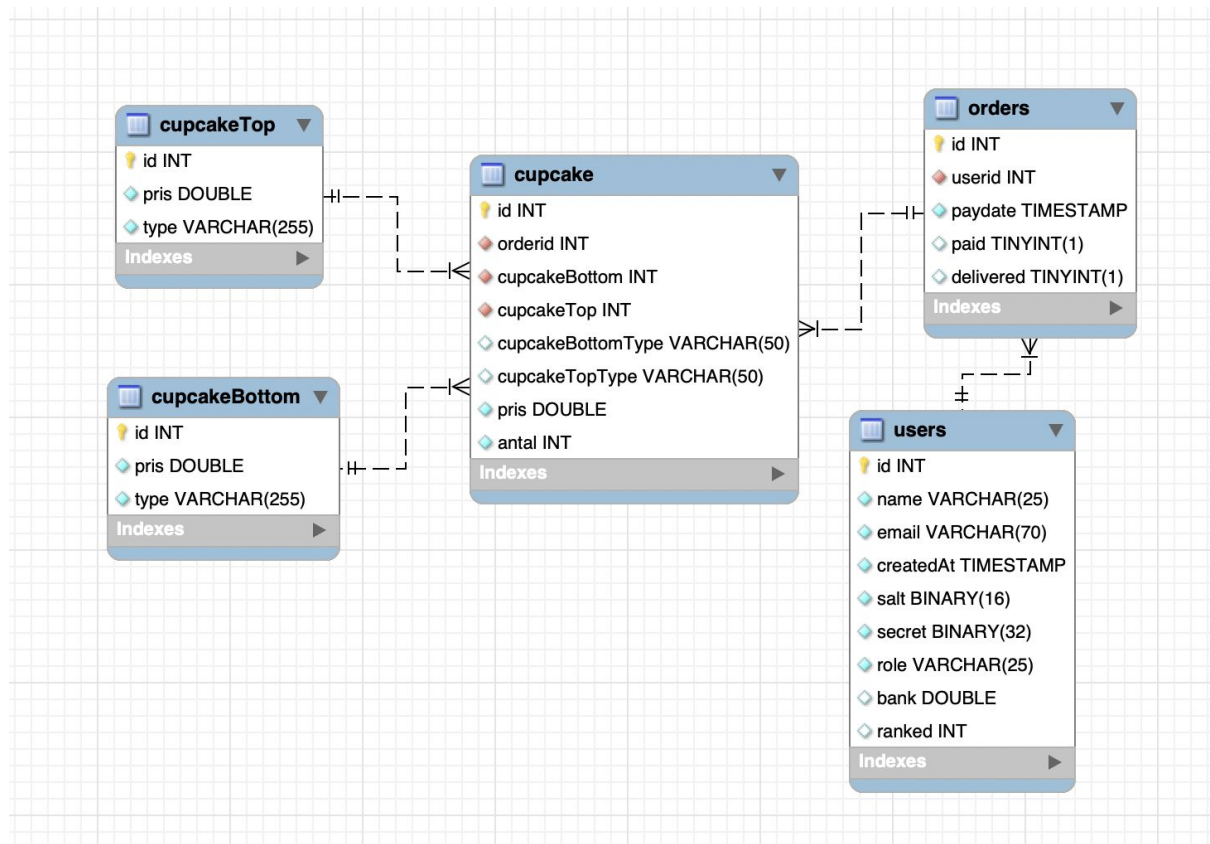 cupcakeTop
id INT
pris DOUBLE
type VARCHAR(255)
Indexes
cupcakeBottom
id INT
pris DOUBLE
type VARCHAR(255)
Indexes
cupcake
id INT
orderid INT
cupcakeBottom INT
cupcakeTop INT
cupcakeBottomType VARCHAR(50)
cupcakeTopType VARCHAR(50)
pris DOUBLE
antal INT
Indexes
orders
id INT
userid INT
paydate TIMESTAMP
paid TINYINT(1)
delivered TINYINT(1)
Indexes
users
id INT
name VARCHAR(25)
email VARCHAR(70)
createdAt TIMESTAMP
salt BINARY(16)
secret BINARY(32)
role VARCHAR(25)
bank DOUBLE
ranked INT
Indexes